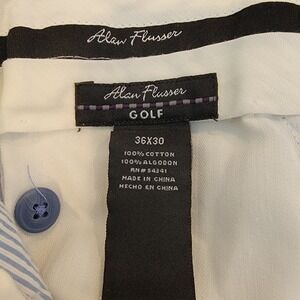 Alan Flusser
Alan Flusser
GOLF
36X30
100% COTTON
100% ALGODON
RN# 54341
MADE IN CHINA
HECHO EN CHINA